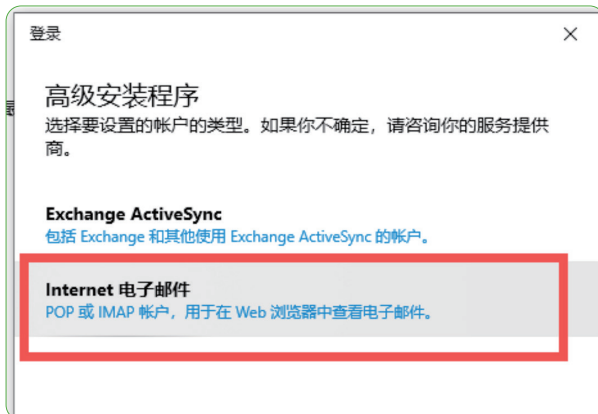 登录
高级安装程序
选择要设置的帐户的类型。如果你不确定，请咨询你的服务提供
商。
Exchange ActiveSync
包括 Exchange 和其他使用 Exchange ActiveSync 的帐户。
Internet 电子邮件
POP 或 IMAP 帐户，用于在 Web 浏览器中查看电子邮件。